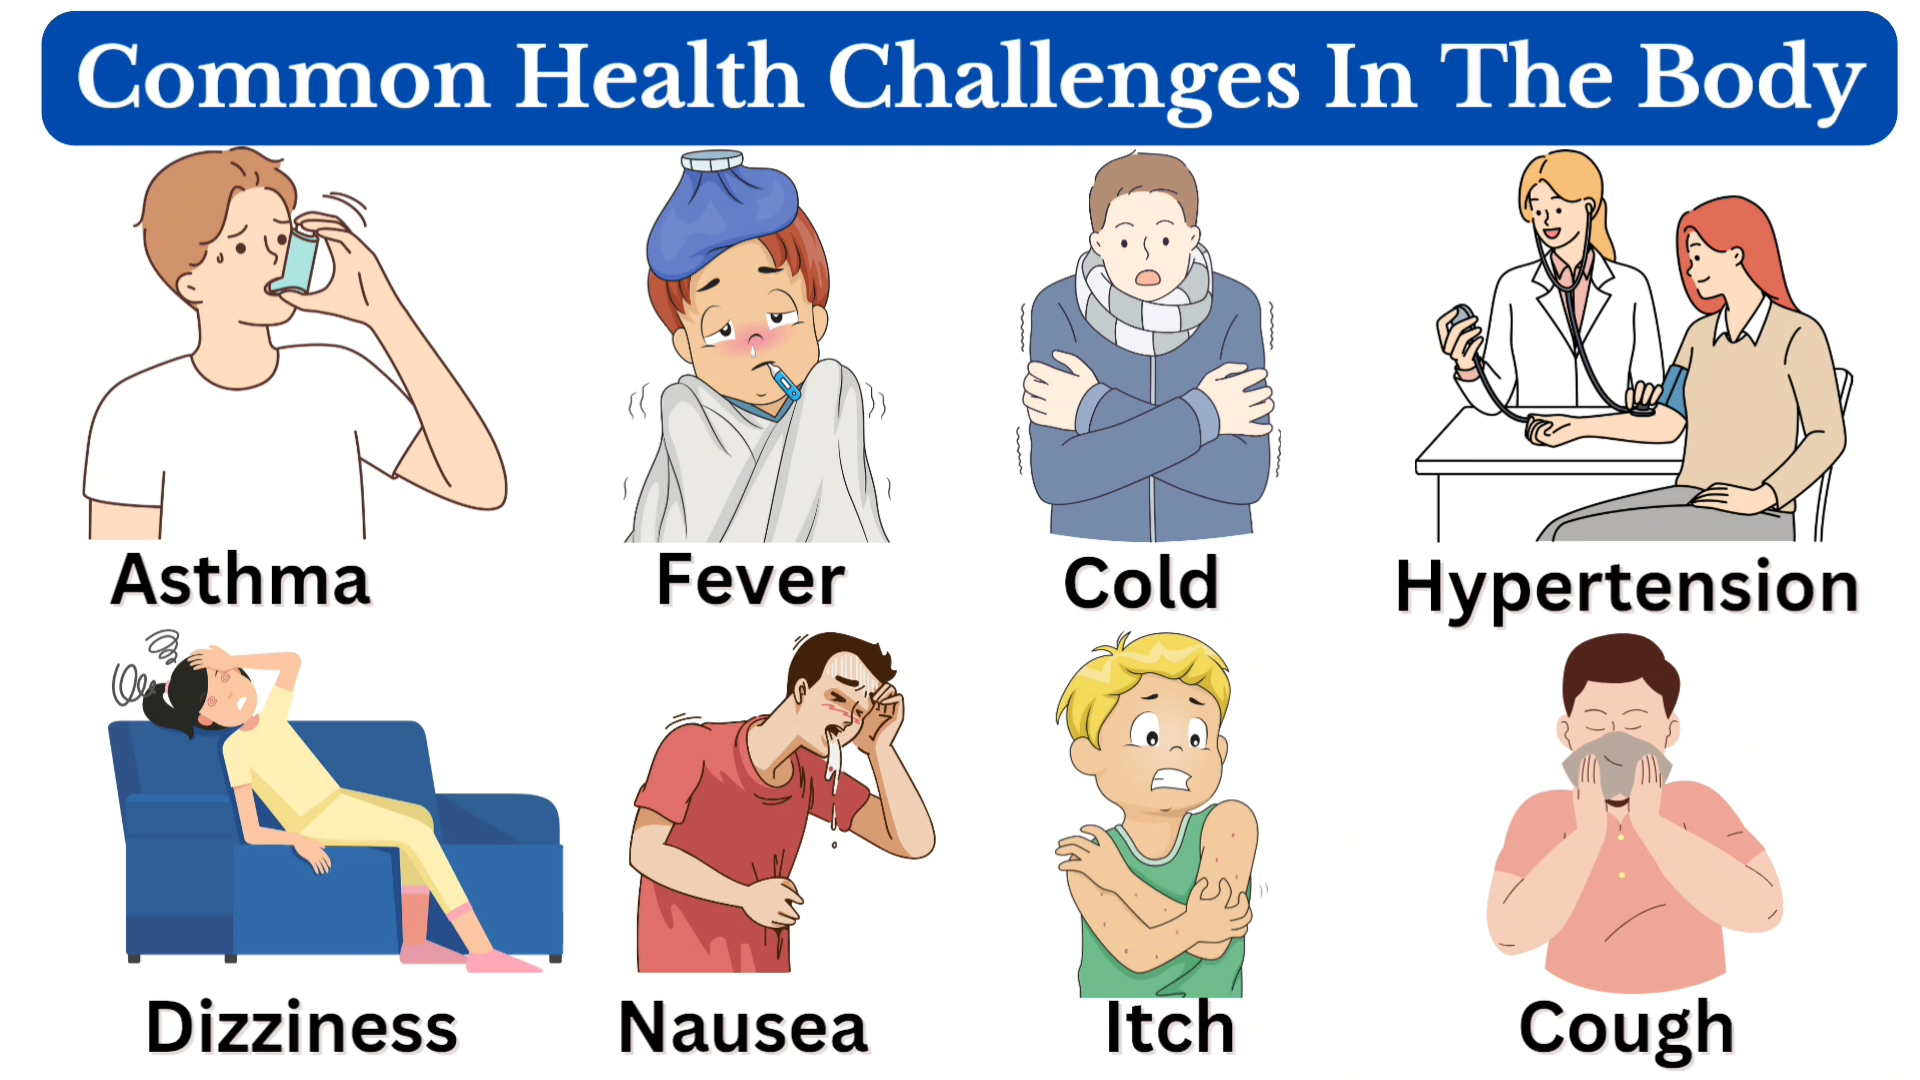 Common Health Challenges In The Body
Asthma
Fever
Cold
Hypertension
Dizziness
Nausea
Itch
Cough